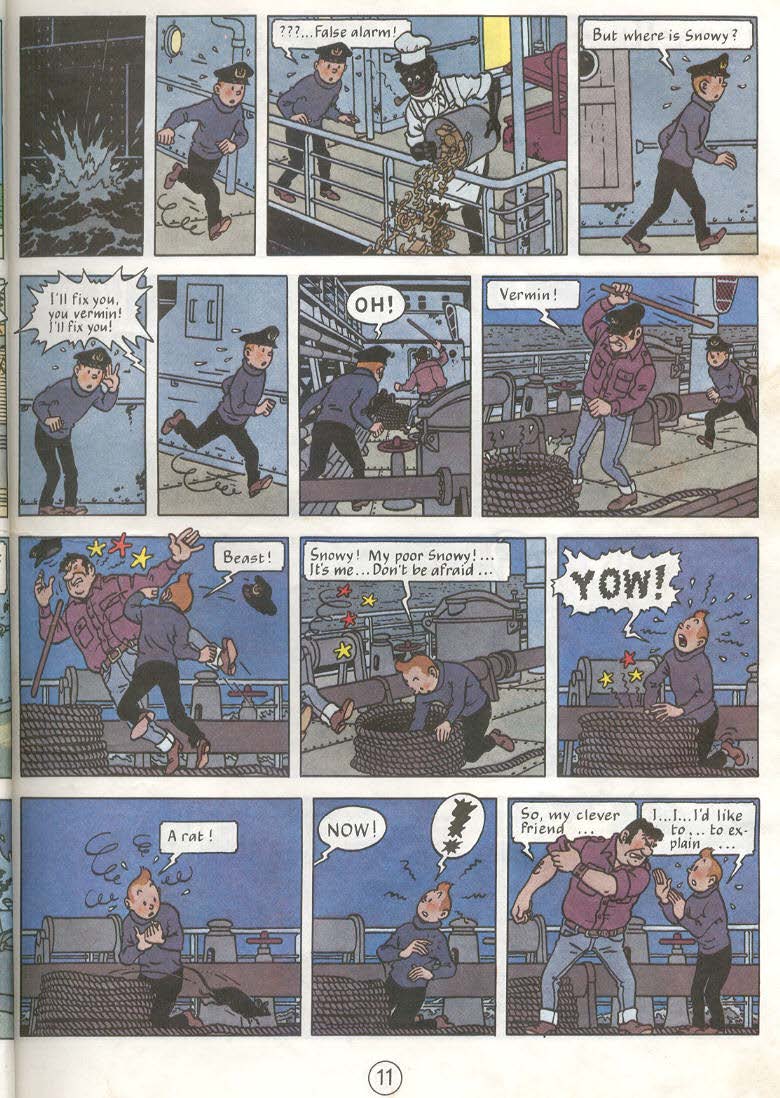 ???...False alarm!
But where is Snowy?
I'll fix you,
you vermin!
I'll fix you!
OH!
Vermin!
Beast!
Snowy! My poor Snowy!...
It's me...Don't be afraid ...
YOW!
A rat!
NOW!
!
So, my clever
friend ...
I...I...I'd like
to... to ex-
plain ...
11